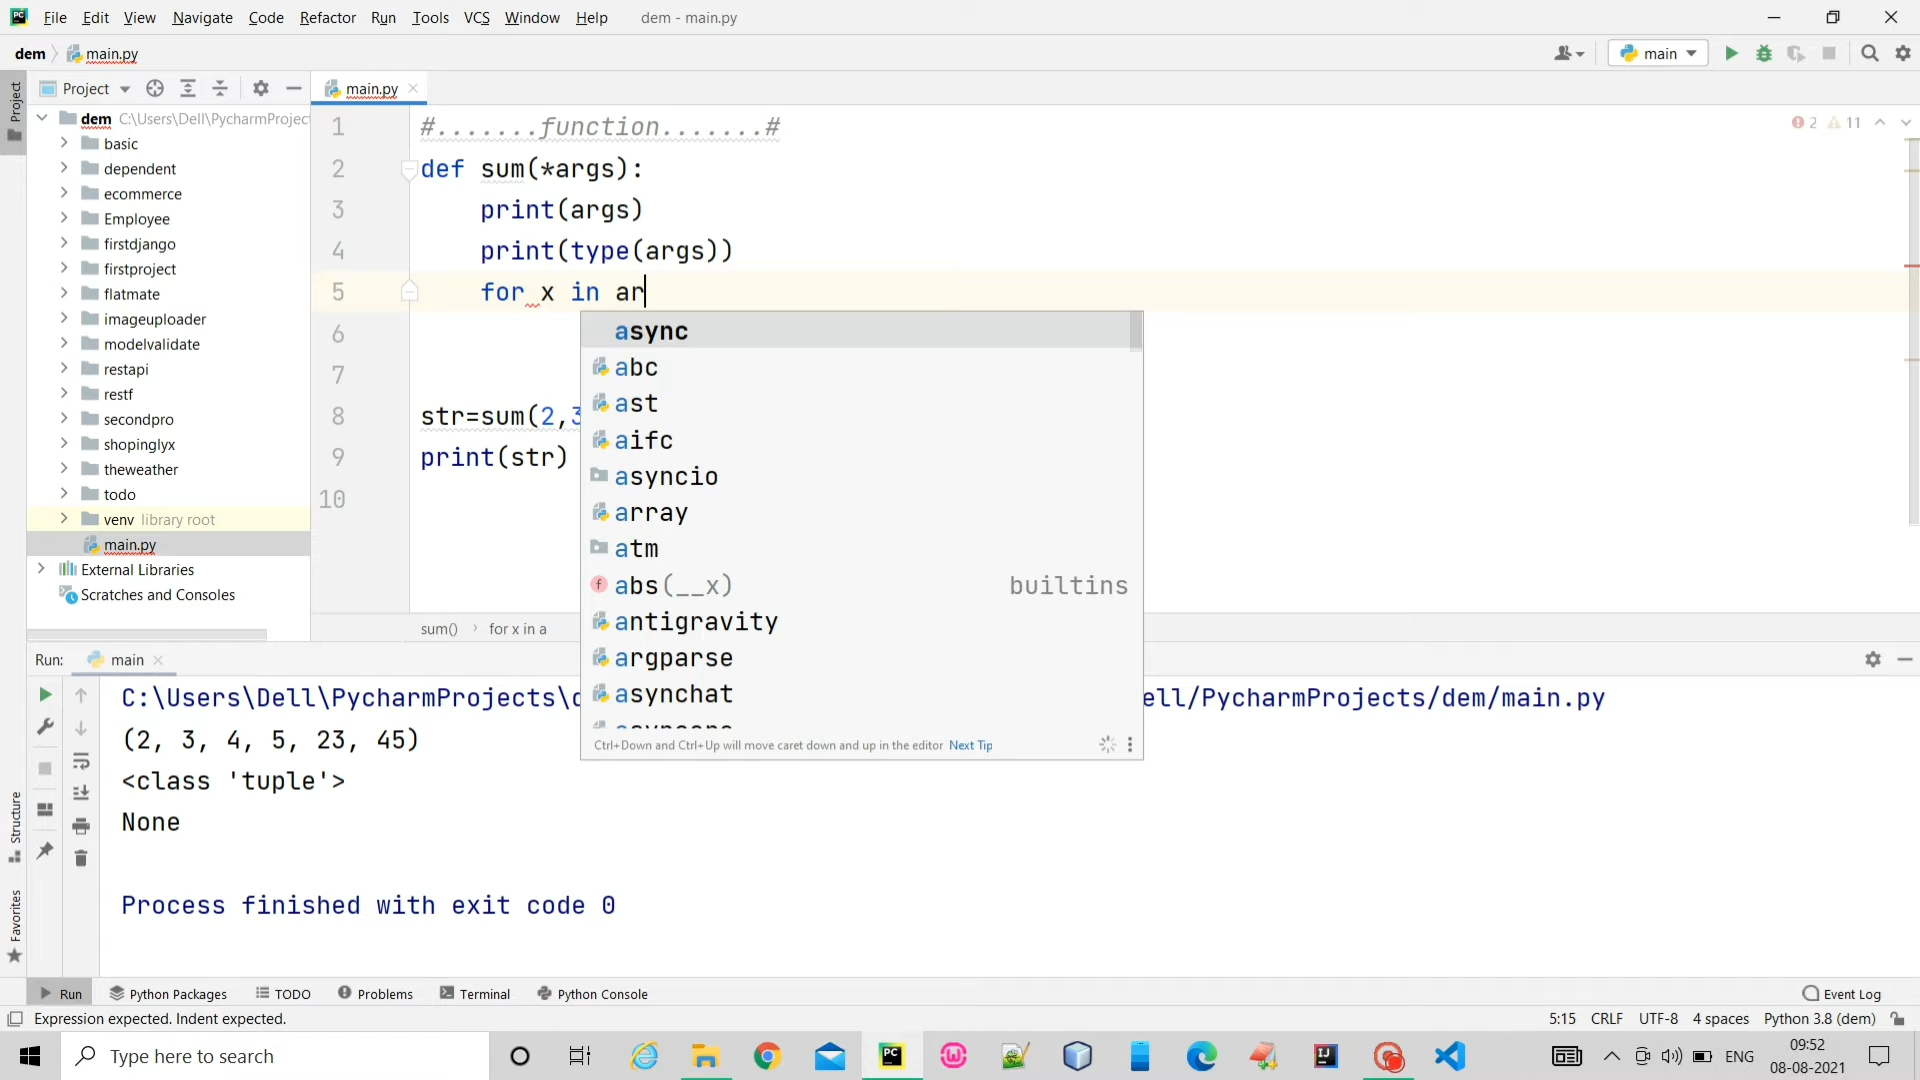 File Edit View Navigate Code Refactor Run Tools VCS Window Help dem - main.py
dem main.py main
Project main.py
Project
dem C:\Users\Dell\PycharmProject
basic
dependent
ecommerce
Employee
firstdjango
firstproject
flatmate
imageuploader
modelvalidate
restapi
restf
secondpro
shopinglyx
theweather
todo
venv library root
main.py
External Libraries
Scratches and Consoles
1 #.......function.......#
2 def sum(*args):
3 print(args)
4 print(type(args))
5 for x in ar
6
7
8 str=sum(2,3
9 print(str)
10
2 11
async
abc
ast
aifc
asyncio
array
atm
abs(__x) builtins
antigravity
argparse
asynchat
Ctrl+Down and Ctrl+Up will move caret down and up in the editor Next Tip
sum() for x in a
Run: main
C:\Users\Dell\PycharmProjects\ ell/PycharmProjects/dem/main.py
(2, 3, 4, 5, 23, 45)
<class 'tuple'>
None
Process finished with exit code 0
Structure
Favorites
Run Python Packages TODO Problems Terminal Python Console Event Log
Expression expected. Indent expected. 5:15 CRLF UTF-8 4 spaces Python 3.8 (dem)
Type here to search ENG 09:52
08-08-2021